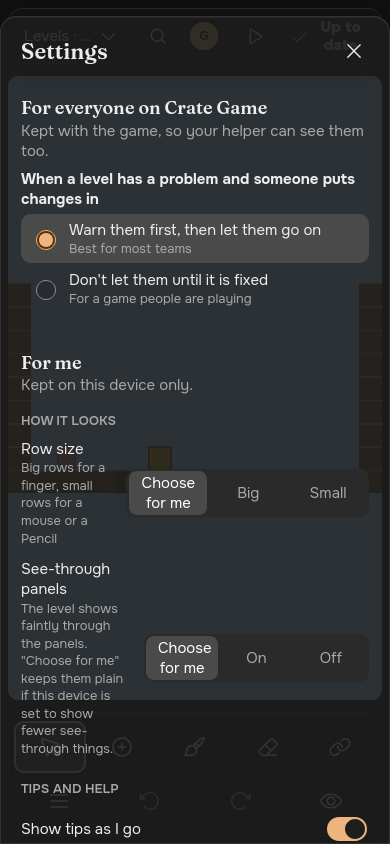 Levels · ...
G
Up to
Settings
For everyone on Crate Game
Kept with the game, so your helper can see them
too.
When a level has a problem and someone puts
changes in
Warn them first, then let them go on
Best for most teams
Don't let them until it is fixed
For a game people are playing
For me
Kept on this device only.
HOW IT LOOKS
Row size
Big rows for a
finger, small
rows for a
mouse or a
Pencil
Choose
for me
Big
Small
See-through
panels
The level shows
faintly through
the panels.
"Choose for me"
keeps them plain
if this device is
set to show
fewer see-
through things.
Choose
for me
On
Off
TIPS AND HELP
Show tips as I go